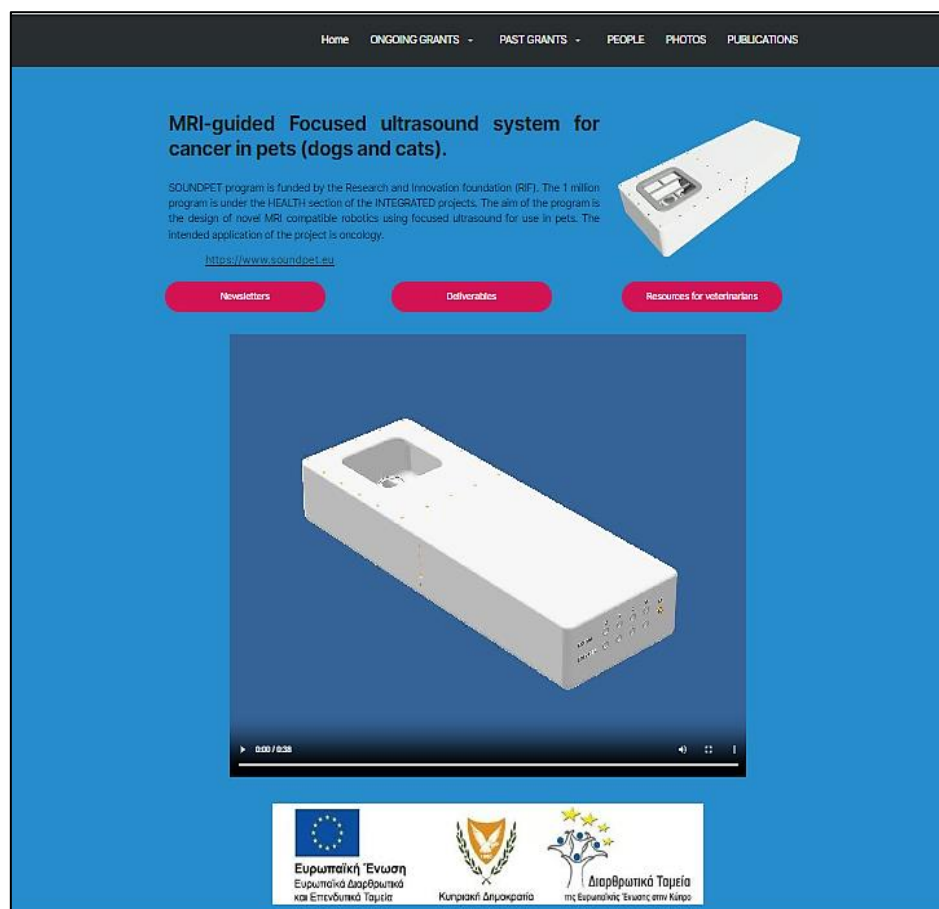 Home ONGOING GRANTS PAST GRANTS PEOPLE PHOTOS PUBLICATIONS
MRI-guided Focused ultrasound system for
cancer in pets (dogs and cats).
SOUNDPET program is funded by the Research and Innovation foundation (RIF). The 1 million
program is under the HEALTH section of the INTEGRATED projects. The aim of the program is
the design of novel MRI compatible robotics using focused ultrasound for use in pets. The
intended application of the project is oncology.
https://www.soundpet.eu
Newsletters Deliverables Resources for veterinarians
0:00 / 0:38
Ευρωπαϊκή Ένωση
Ευρωπαϊκά Διαρθρωτικά
και Επενδυτικά Ταμεία
Κυπριακή Δημοκρατία
Διαρθρωτικά Ταμεία
της Ευρωπαϊκής Ένωσης στην Κύπρο